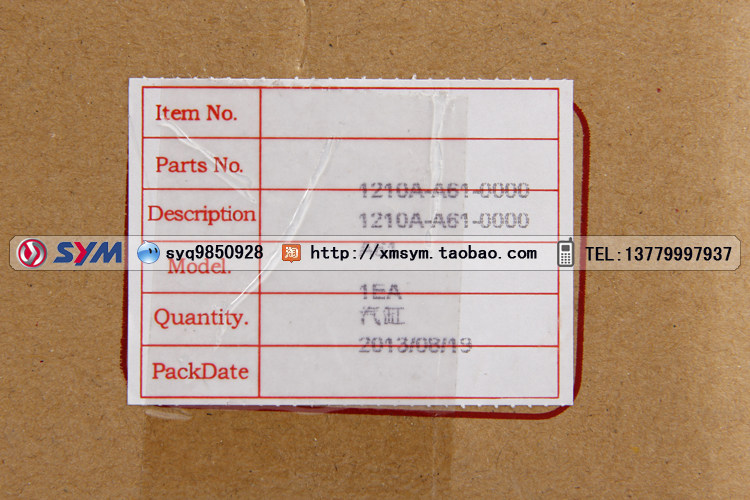 Item No.
Parts No.
1210A-A61-0000
Description
1210A-A61-0000
SYM syq9850928 淘 http://xmsym.taobao.com TEL:13779997937
Model.
1EA
Quantity.
汽缸
2013/08/19
PackDate